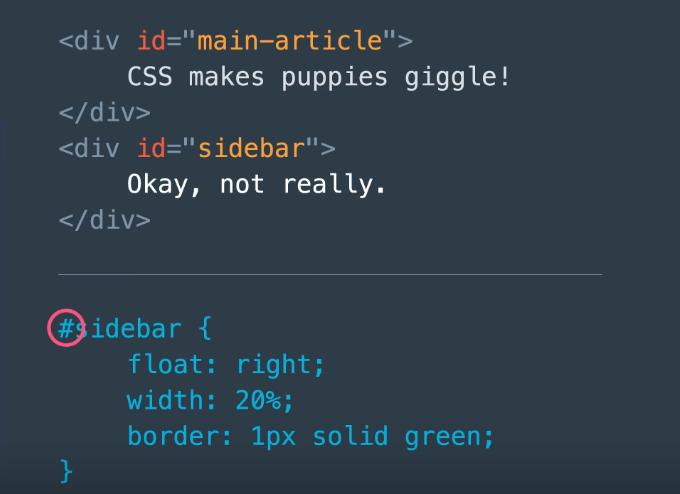 <div id="main-article">
CSS makes puppies giggle!
</div>
<div id="sidebar">
Okay, not really.
</div>
#sidebar {
float: right;
width: 20%;
border: 1px solid green;
}